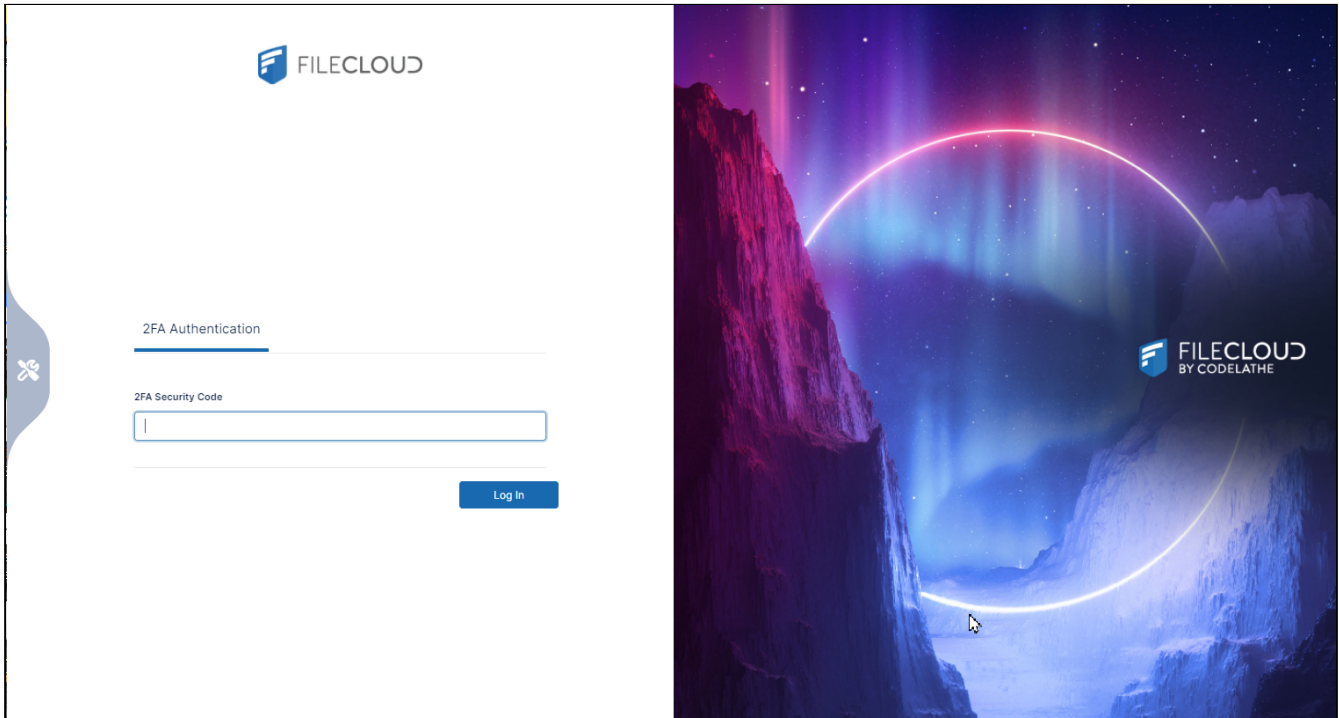 FILECLOUD
2FA Authentication
2FA Security Code
Log In
FILECLOUD
BY CODELATHE